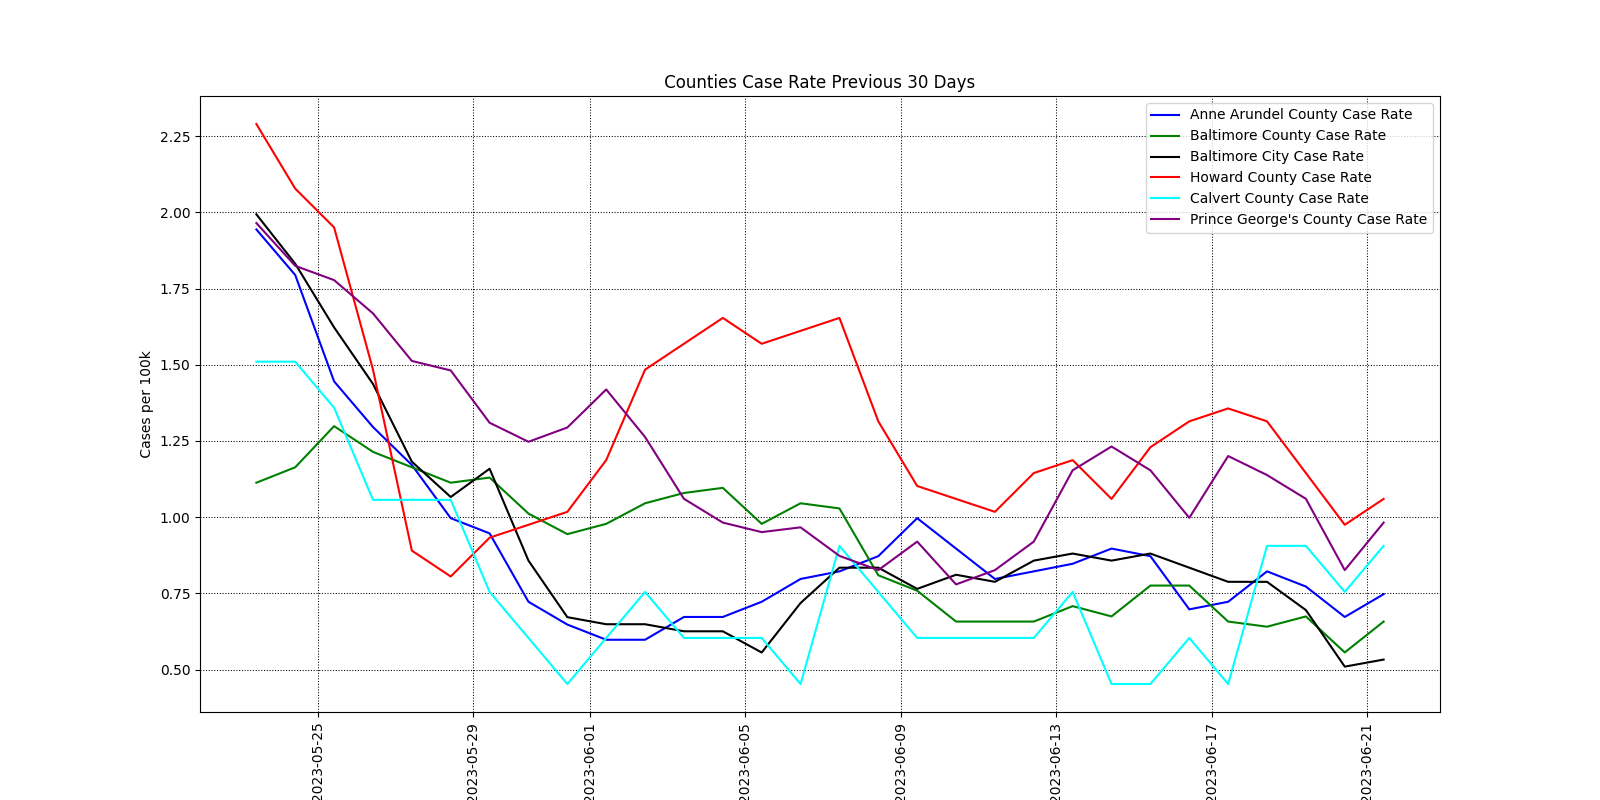 Counties Case Rate Previous 30 Days
Anne Arundel County Case Rate
Baltimore County Case Rate
Baltimore City Case Rate
Howard County Case Rate
Calvert County Case Rate
Prince George's County Case Rate
Cases per 100k
2.25
2.00
1.75
1.50
1.25
1.00
0.75
0.50
2023-05-25
2023-05-29
2023-06-01
2023-06-05
2023-06-09
2023-06-13
2023-06-17
2023-06-21